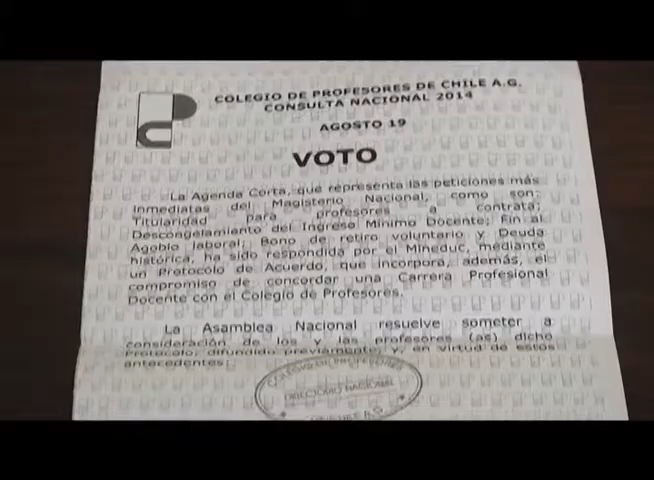 COLEGIO DE PROFESORES DE CHILE A.G.
CONSULTA NACIONAL 2014
AGOSTO 19
VOTO
La Agenda Corta, que representa las peticiones más
inmediatas del Magisterio Nacional, como son:
Titularidad para profesores a contrata;
Descongelamiento del Ingreso Mínimo Docente; Fin al
Agobio laboral; Bono de retiro voluntario y Deuda
histórica, ha sido respondida por el Mineduc, mediante
un Protocolo de Acuerdo, que incorpora, además, el
compromiso de concordar una Carrera Profesional
Docente con el Colegio de Profesores.
La Asamblea Nacional resuelve someter a
consideración de los y las profesores (as) dicho
Protocolo, difundido previamente, y, en virtud de estos
antecedentes:
COLEGIO DE PROFESORES
DIRECTORIO NACIONAL